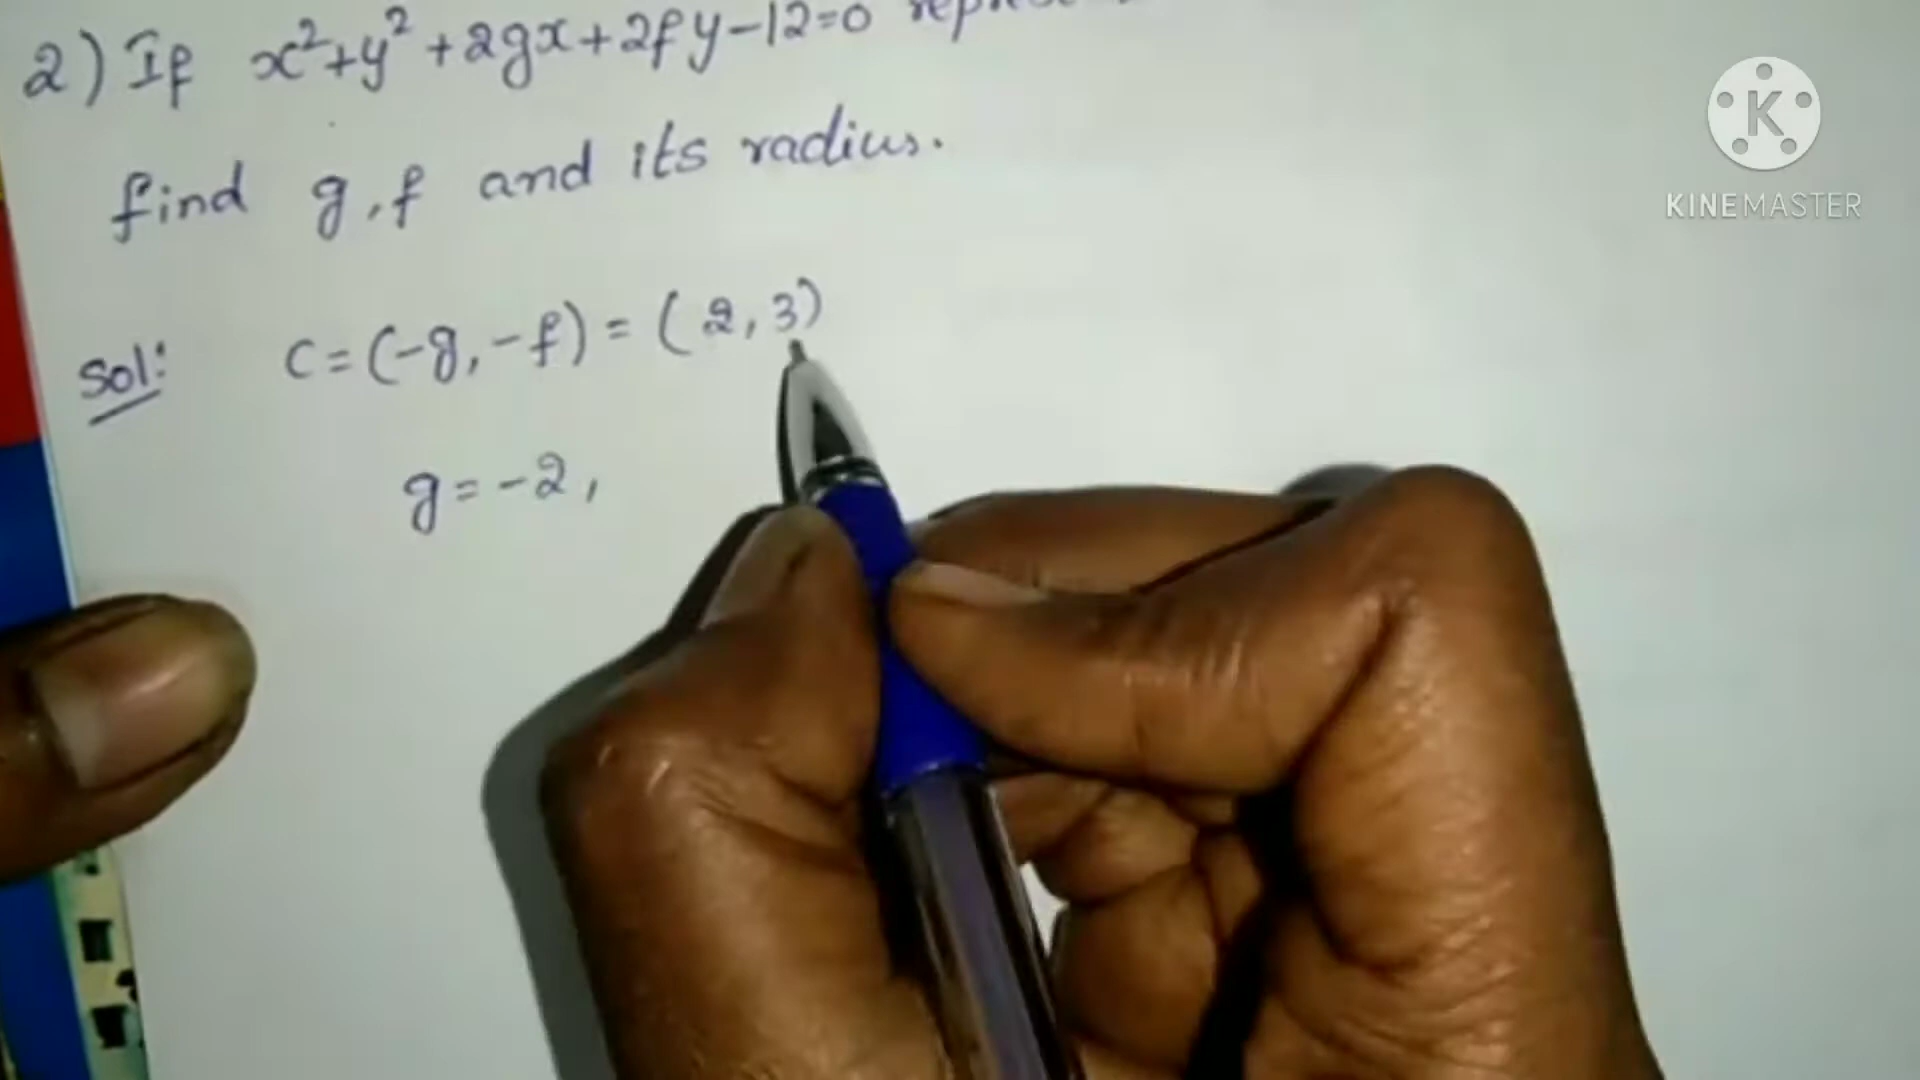 2) If x²+y²+2gx+2fy-12=0
find g,f and its radius.
Sol: C=(-g,-f)=(2,3)
g=-2,
K
KINEMASTER